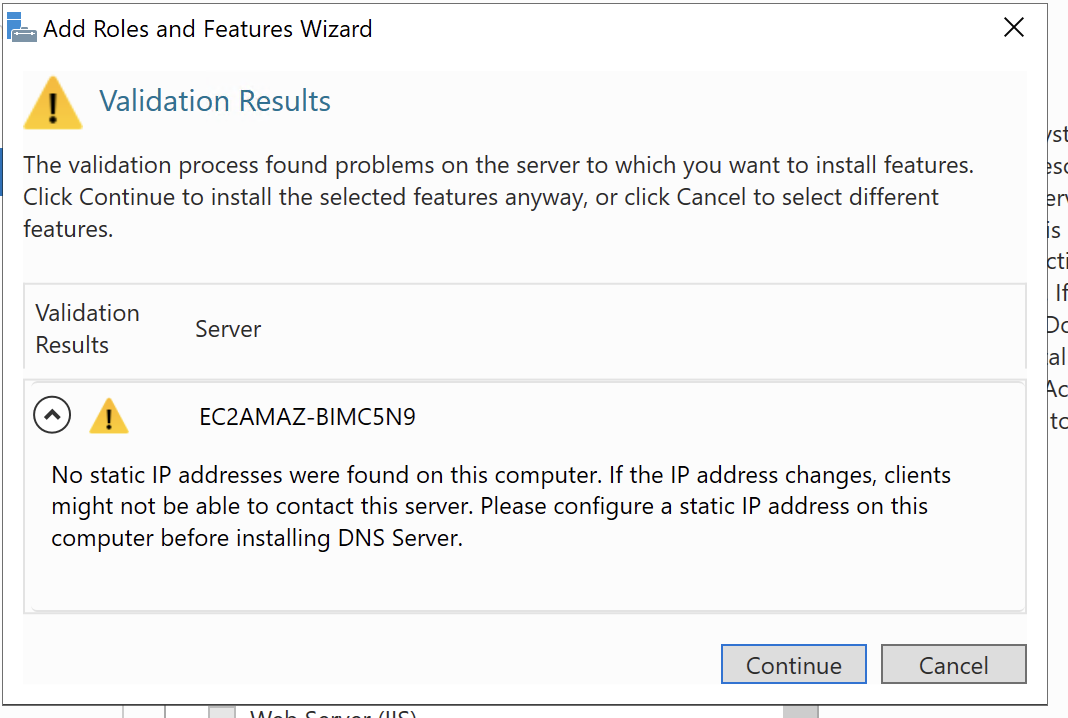 Add Roles and Features Wizard
Validation Results
The validation process found problems on the server to which you want to install features.
Click Continue to install the selected features anyway, or click Cancel to select different
features.
Validation
Results
Server
EC2AMAZ-BIMC5N9
No static IP addresses were found on this computer. If the IP address changes, clients
might not be able to contact this server. Please configure a static IP address on this
computer before installing DNS Server.
Continue
Cancel
Web Server (IIS)